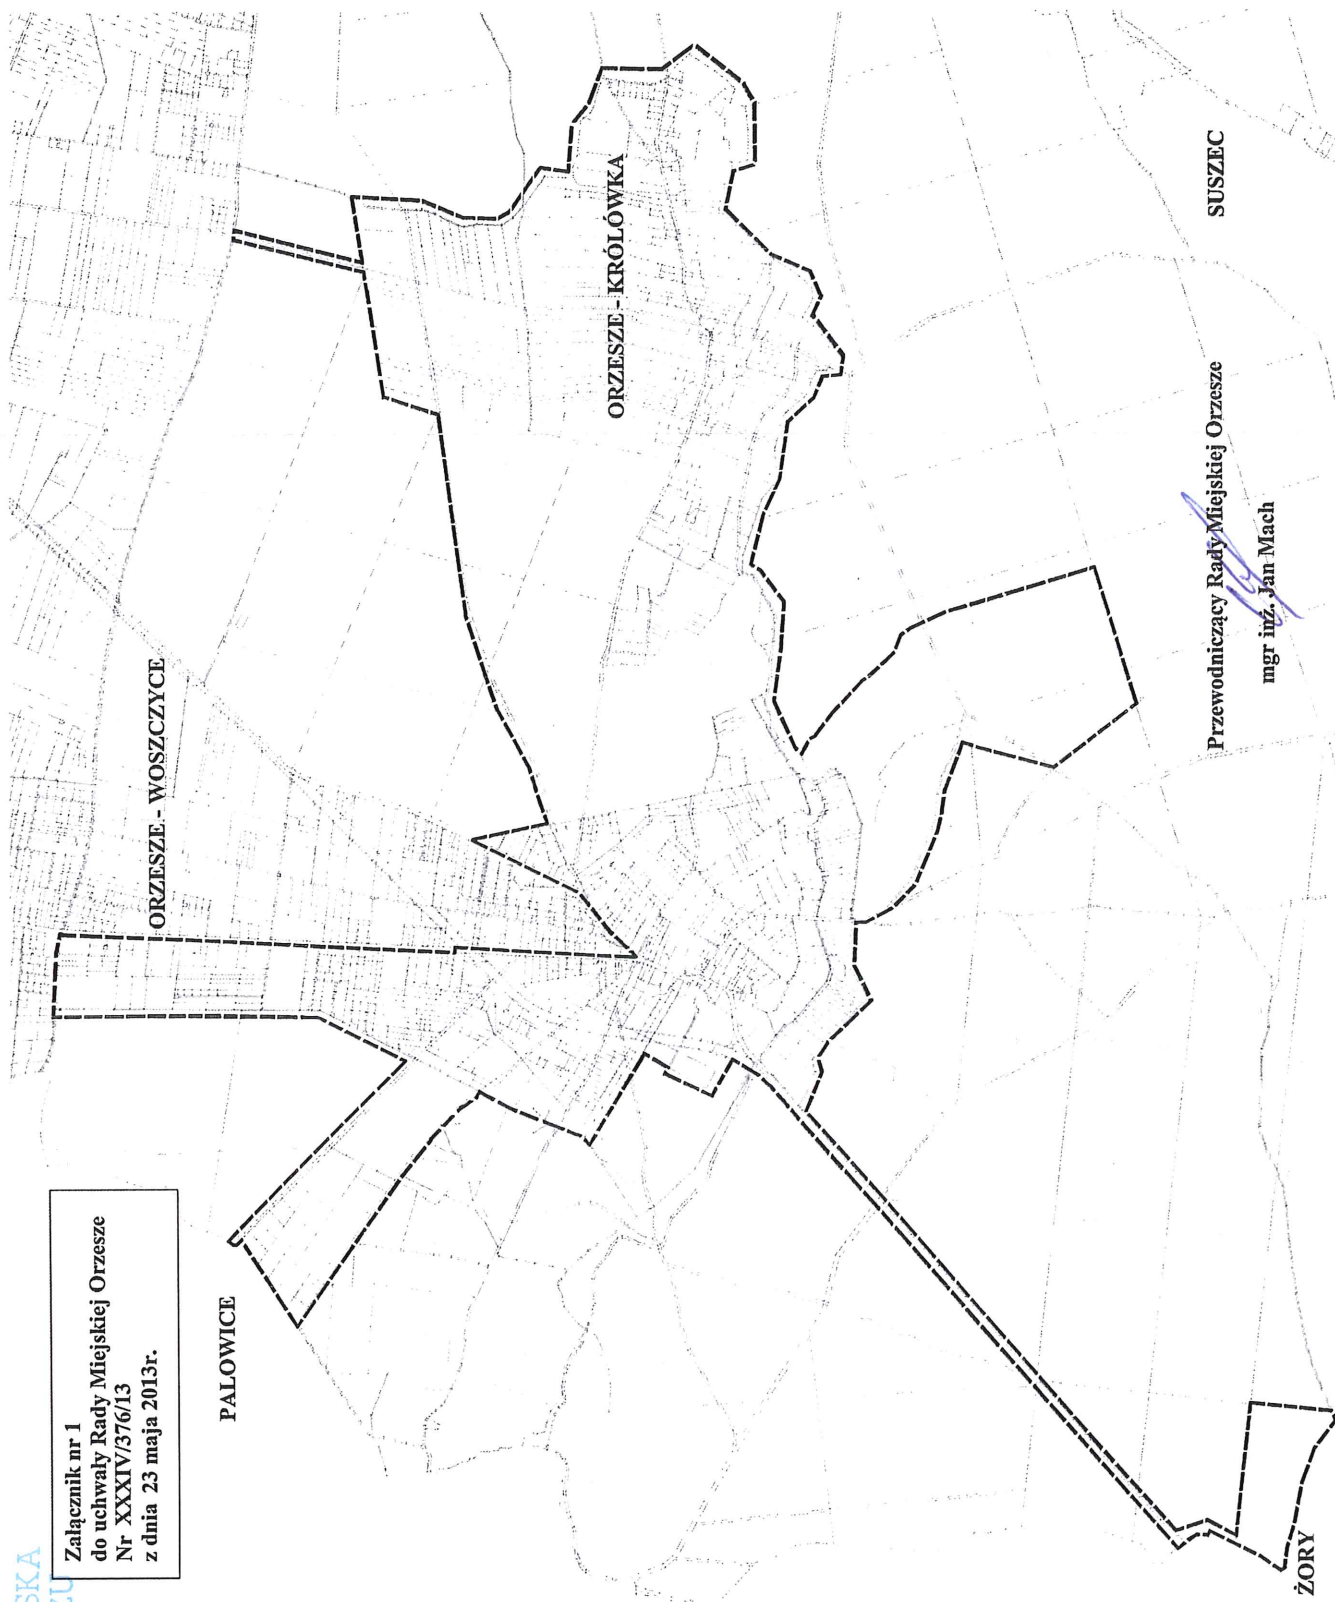 SKA
Załącznik nr 1
do uchwały Rady Miejskiej Orzesze
Nr XXXIV/376/13
z dnia 23 maja 2013r.
PALOWICE
ORZESZE - WOSZCZYCE
ORZESZE - KRÓLÓWKA
SUSZEC
ŻORY
Przewodniczący Rady Miejskiej Orzesze
mgr inż. Jan Mach